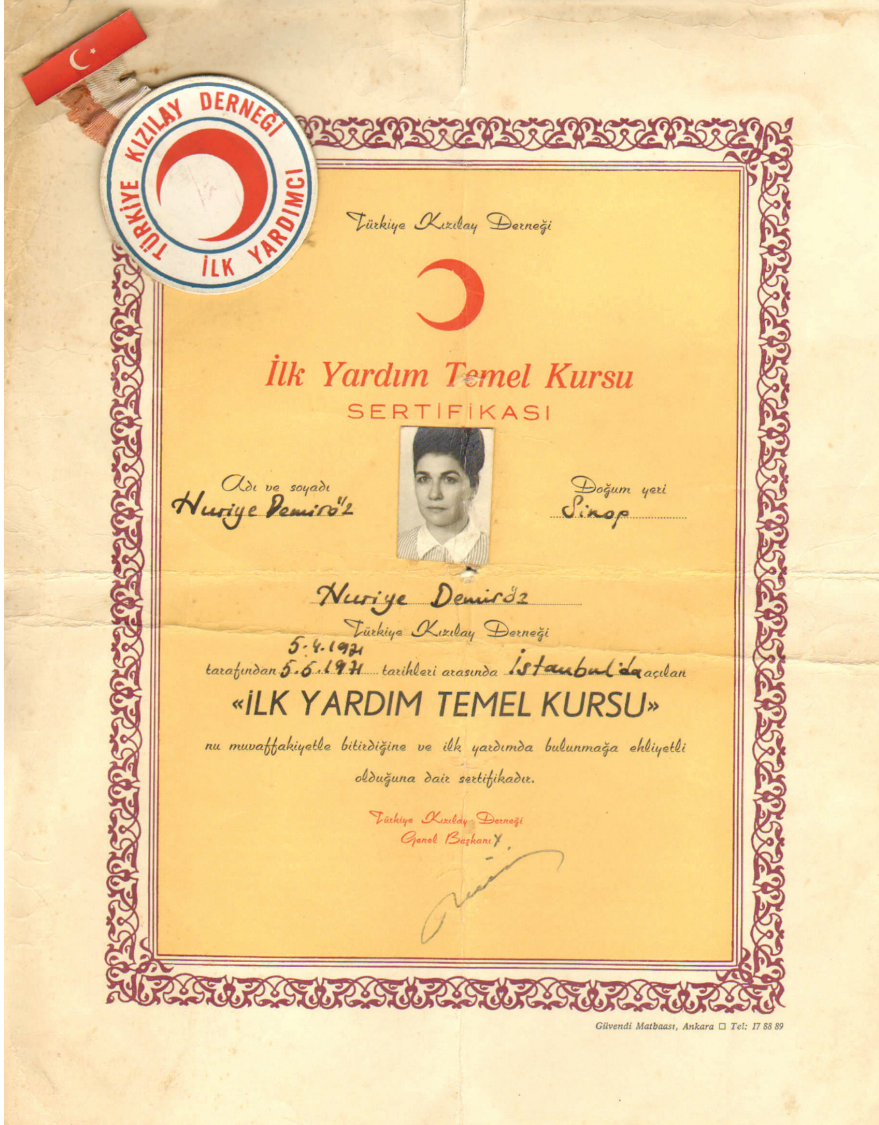 TÜRKİYE KIZILAY DERNEĞİ
İLK YARDIMCI
Türkiye Kızılay Derneği
İlk Yardım Temel Kursu
SERTİFİKASI
Adı ve soyadı
Nuriye Demiröz
Doğum yeri
Sinop
Nuriye Demiröz
Türkiye Kızılay Derneği
5.4.1971
tarafından 5.5.1971 tarihleri arasında İstanbul'da açılan
«İLK YARDIM TEMEL KURSU»
nu muvaffakiyetle bitirdiğine ve ilk yardımda bulunmağa ehliyetli
olduğuna dair sertifikadır.
Türkiye Kızılay Derneği
Genel Başkanı
Güvendi Matbaası, Ankara □ Tel: 17 88 89